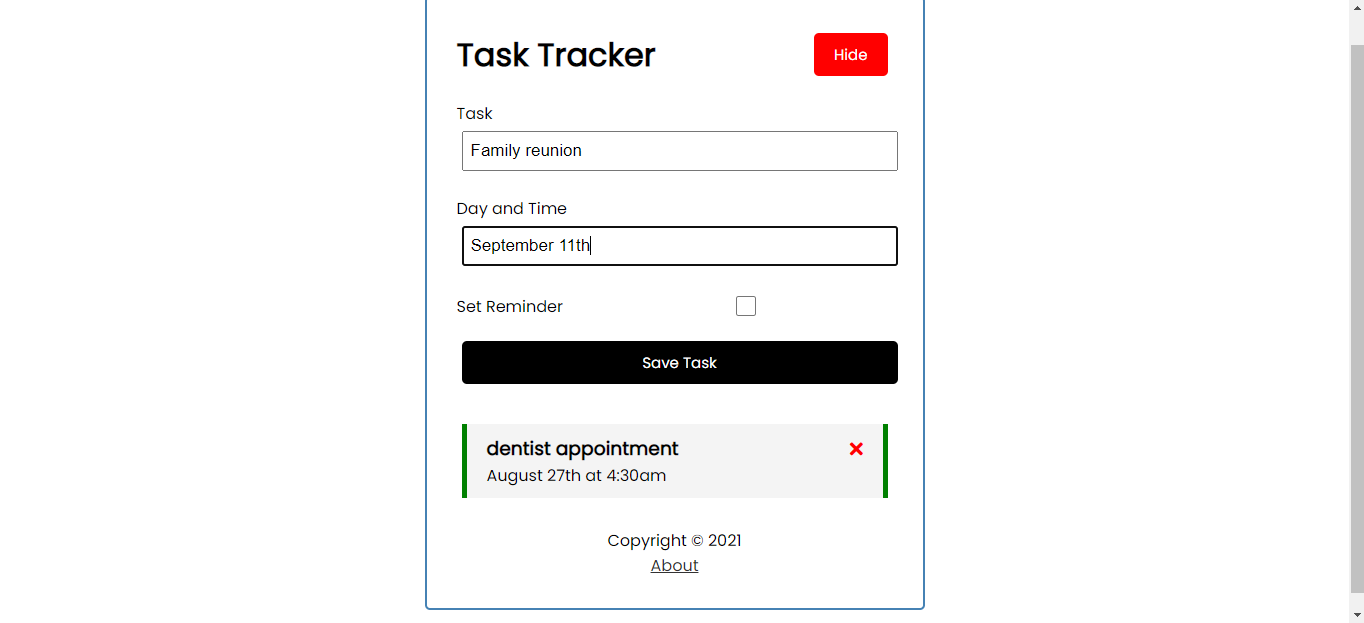 Task Tracker
Hide
Task
Family reunion
Day and Time
September 11th
Set Reminder
Save Task
dentist appointment
August 27th at 4:30am
Copyright © 2021
About